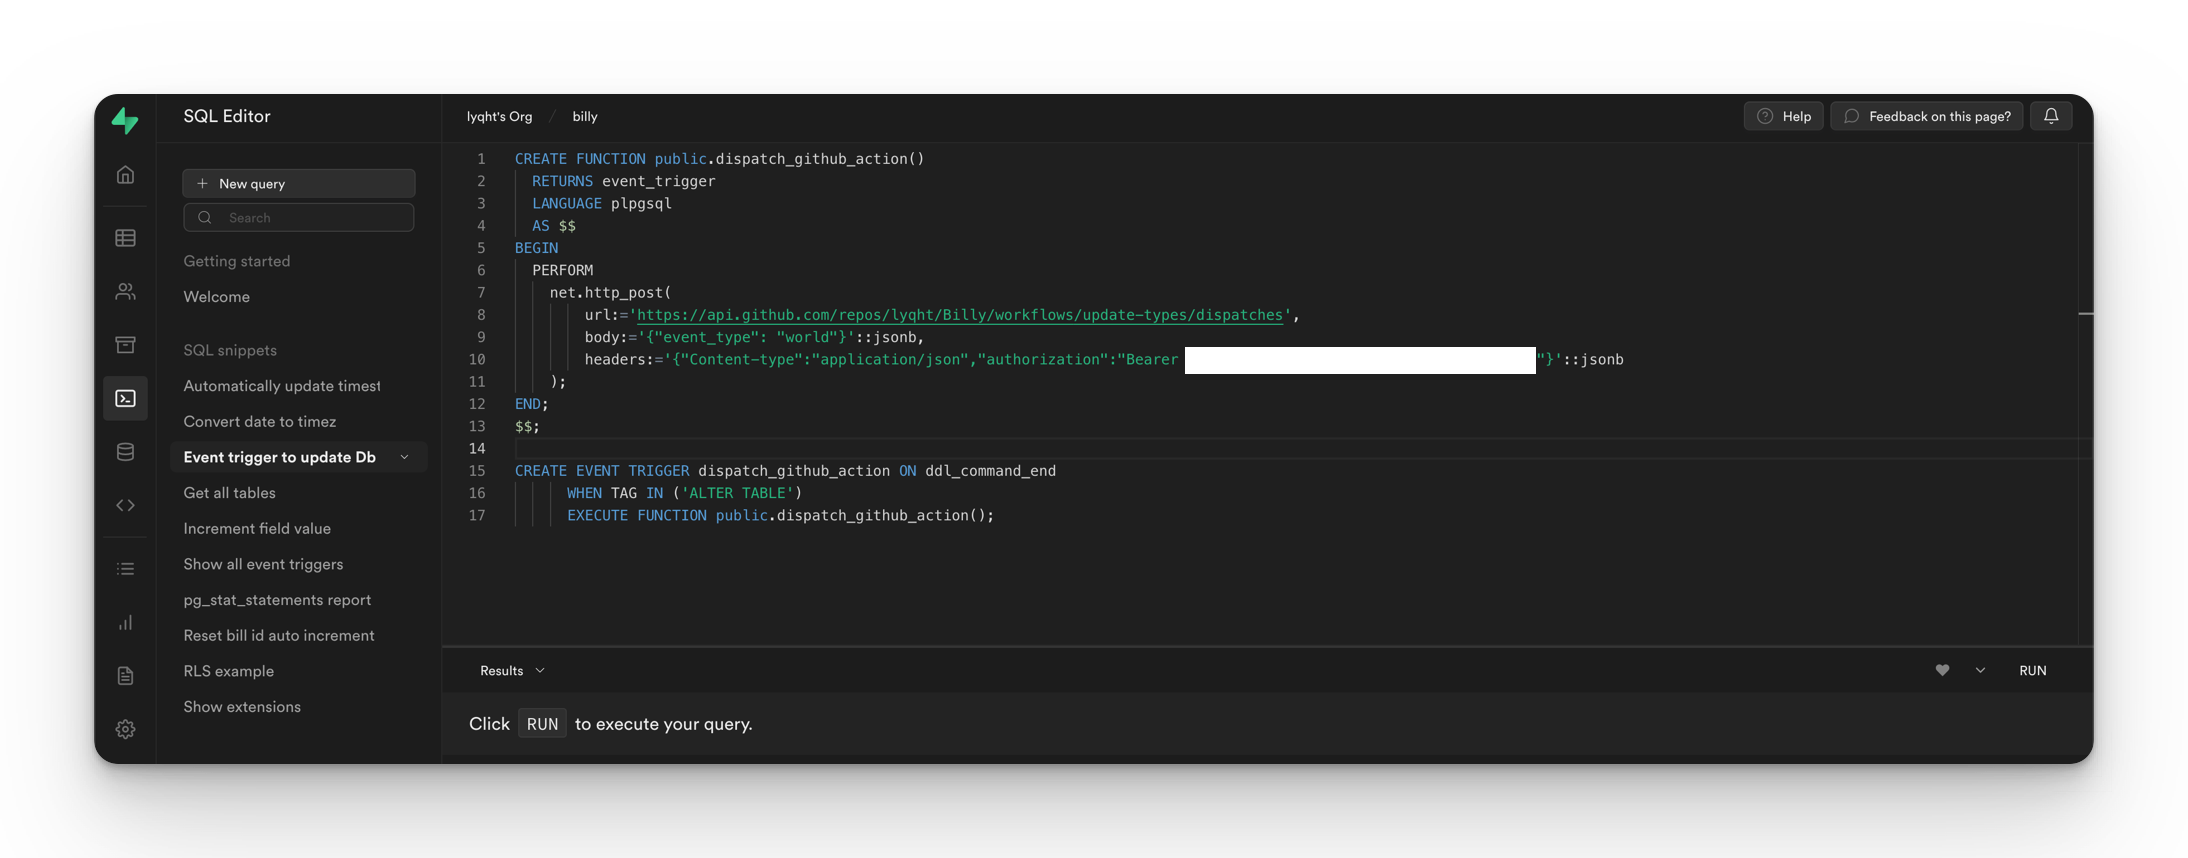 SQL Editor
lyqht's Org / billy
Help
Feedback on this page?
New query
Search
Getting started
Welcome
SQL snippets
Automatically update timest
Convert date to timez
Event trigger to update Db
Get all tables
Increment field value
Show all event triggers
pg_stat_statements report
Reset bill id auto increment
RLS example
Show extensions
1 CREATE FUNCTION public.dispatch_github_action()
2 RETURNS event_trigger
3 LANGUAGE plpgsql
4 AS $$
5 BEGIN
6 PERFORM
7 net.http_post(
8 url:='https://api.github.com/repos/lyqht/Billy/workflows/update-types/dispatches',
9 body:='{"event_type": "world"}'::jsonb,
10 headers:='{"Content-type":"application/json","authorization":"Bearer "}'::jsonb
11 );
12 END;
13 $$;
14
15 CREATE EVENT TRIGGER dispatch_github_action ON ddl_command_end
16 WHEN TAG IN ('ALTER TABLE')
17 EXECUTE FUNCTION public.dispatch_github_action();
Results
RUN
Click RUN to execute your query.